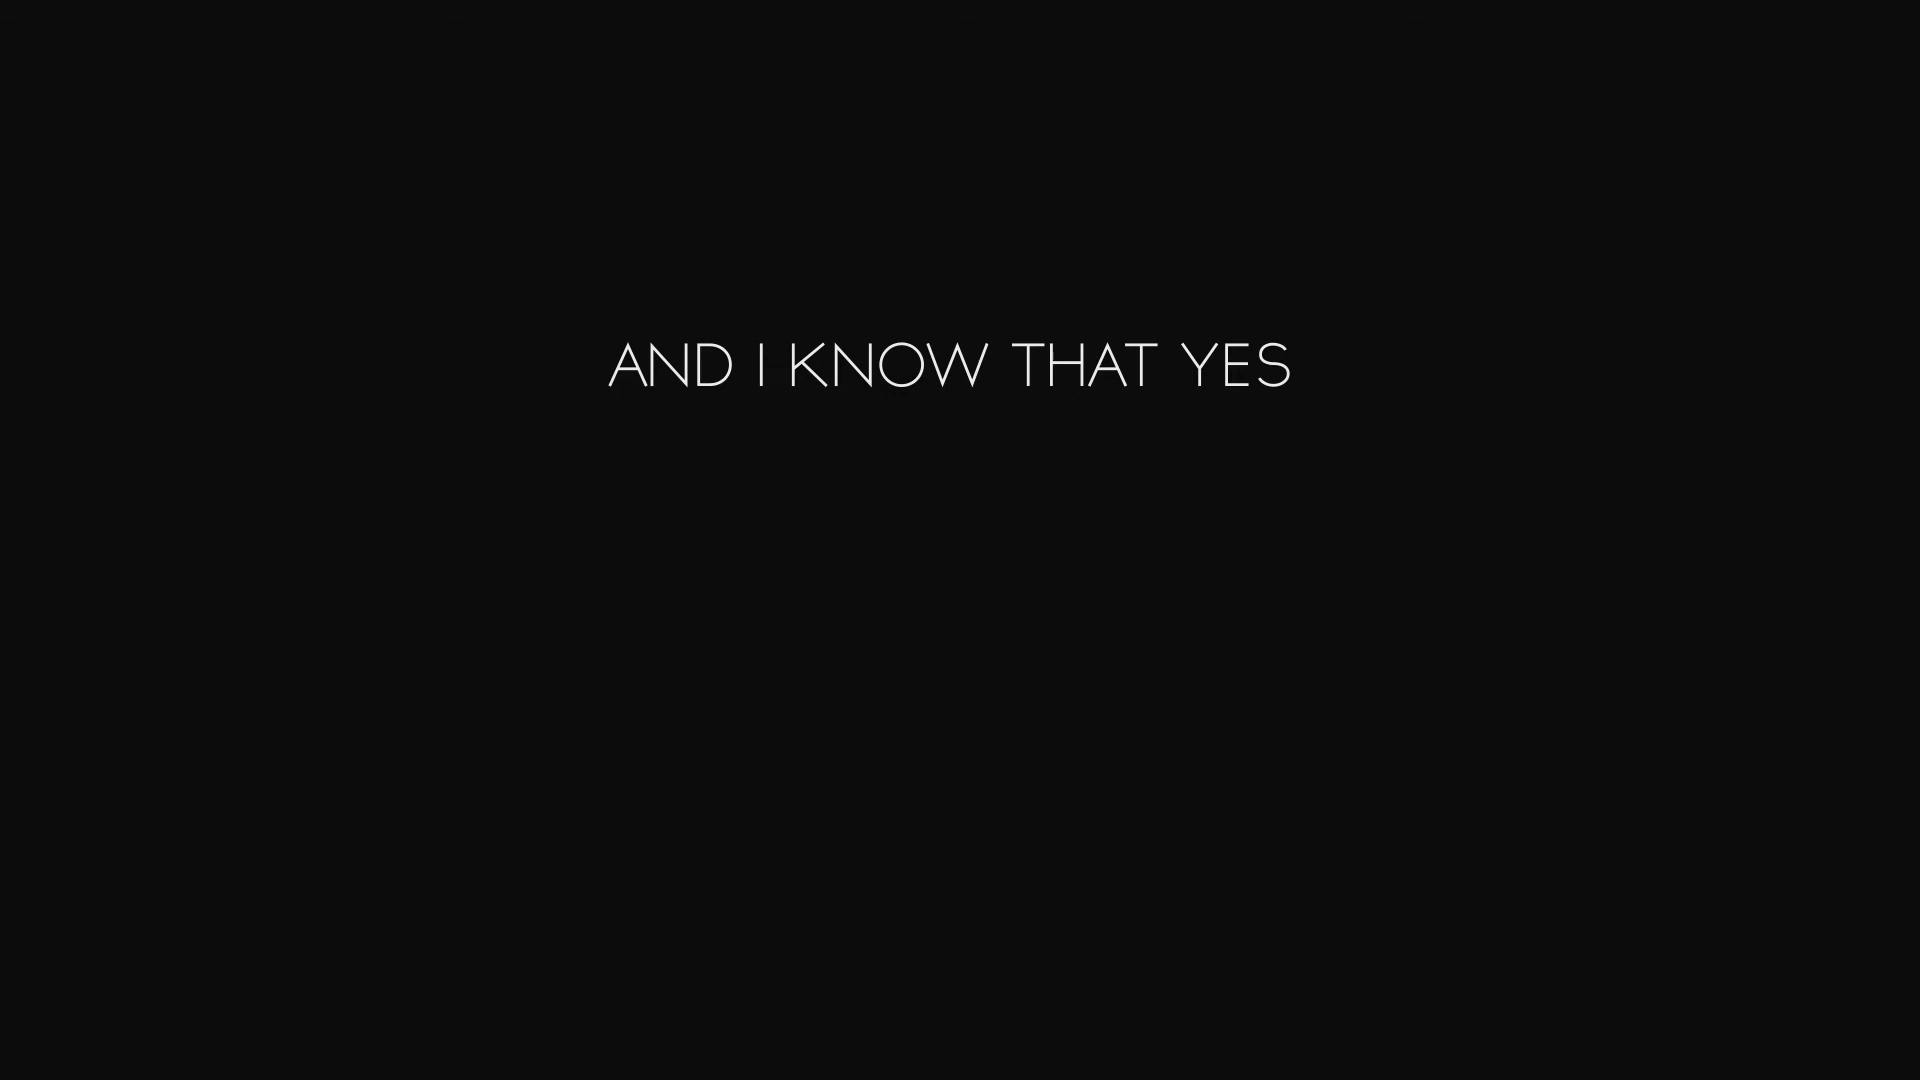 AND I KNOW THAT YES